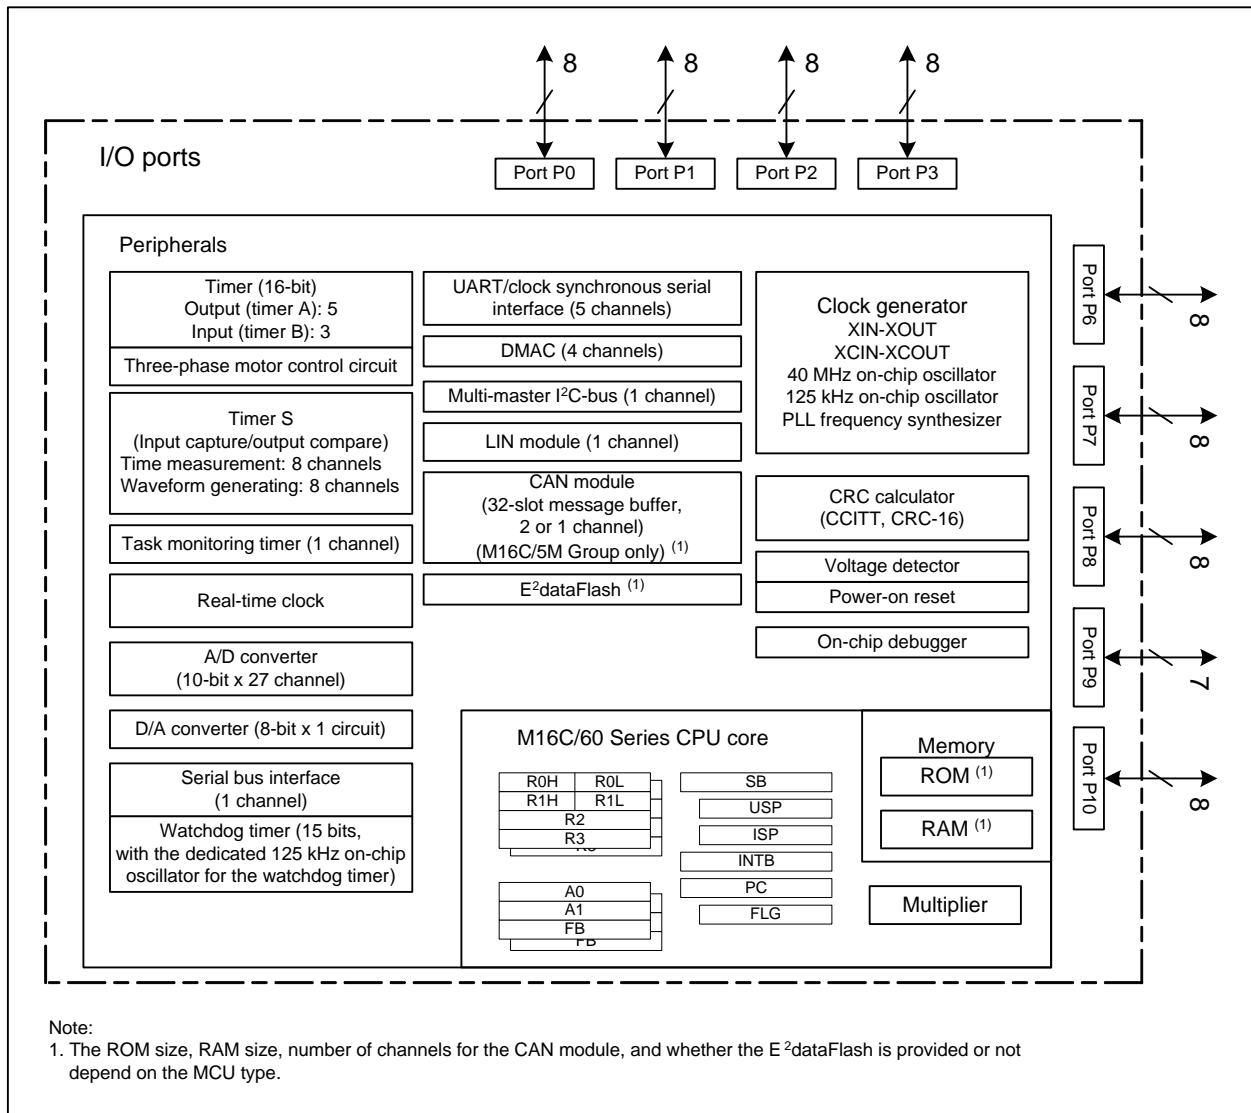 8
8
8
8
I/O ports
Port P0
Port P1
Port P2
Port P3
Peripherals
Timer (16-bit)
Output (timer A): 5
Input (timer B): 3
Three-phase motor control circuit
Timer S
(Input capture/output compare)
Time measurement: 8 channels
Waveform generating: 8 channels
Task monitoring timer (1 channel)
Real-time clock
A/D converter
(10-bit x 27 channel)
D/A converter (8-bit x 1 circuit)
Serial bus interface
(1 channel)
Watchdog timer (15 bits,
with the dedicated 125 kHz on-chip
oscillator for the watchdog timer)
UART/clock synchronous serial
interface (5 channels)
DMAC (4 channels)
Multi-master I²C-bus (1 channel)
LIN module (1 channel)
CAN module
(32-slot message buffer,
2 or 1 channel)
(M16C/5M Group only) (1)
E²dataFlash (1)
Clock generator
XIN-XOUT
XCIN-XCOUT
40 MHz on-chip oscillator
125 kHz on-chip oscillator
PLL frequency synthesizer
CRC calculator
(CCITT, CRC-16)
Voltage detector
Power-on reset
On-chip debugger
M16C/60 Series CPU core
R0H
R0L
R1H
R1L
R2
R3
A0
A1
FB
FB
SB
USP
ISP
INTB
PC
FLG
Memory
ROM (1)
RAM (1)
Multiplier
Port P6
8
Port P7
8
Port P8
8
Port P9
7
Port P10
8
Note:
1. The ROM size, RAM size, number of channels for the CAN module, and whether the E²dataFlash is provided or not
depend on the MCU type.